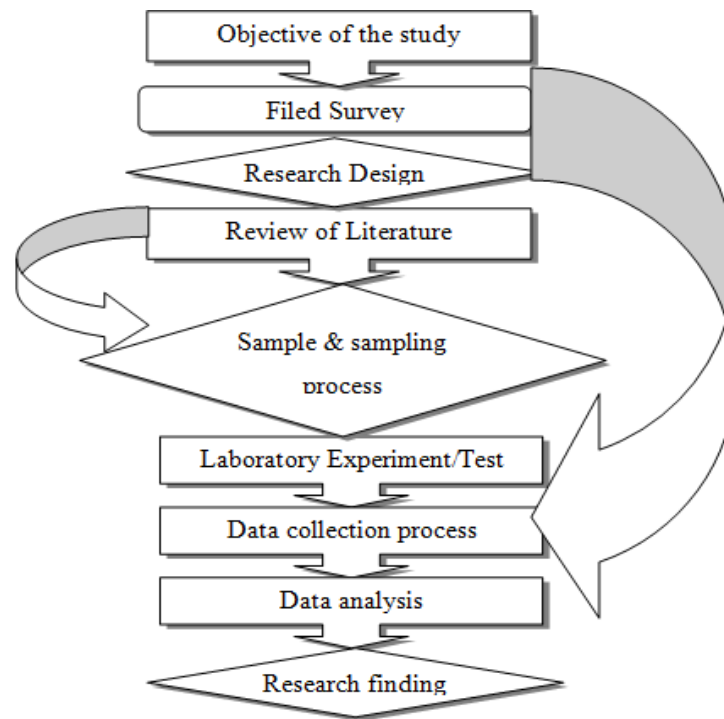 Objective of the study
Filed Survey
Research Design
Review of Literature
Sample & sampling
process
Laboratory Experiment/Test
Data collection process
Data analysis
Research finding